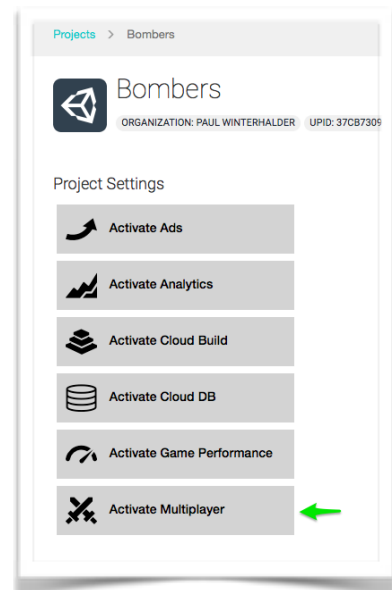 Projects > Bombers
Bombers
ORGANIZATION: PAUL WINTERHALDER UPID: 37CB7309
Project Settings
Activate Ads
Activate Analytics
Activate Cloud Build
Activate Cloud DB
Activate Game Performance
Activate Multiplayer